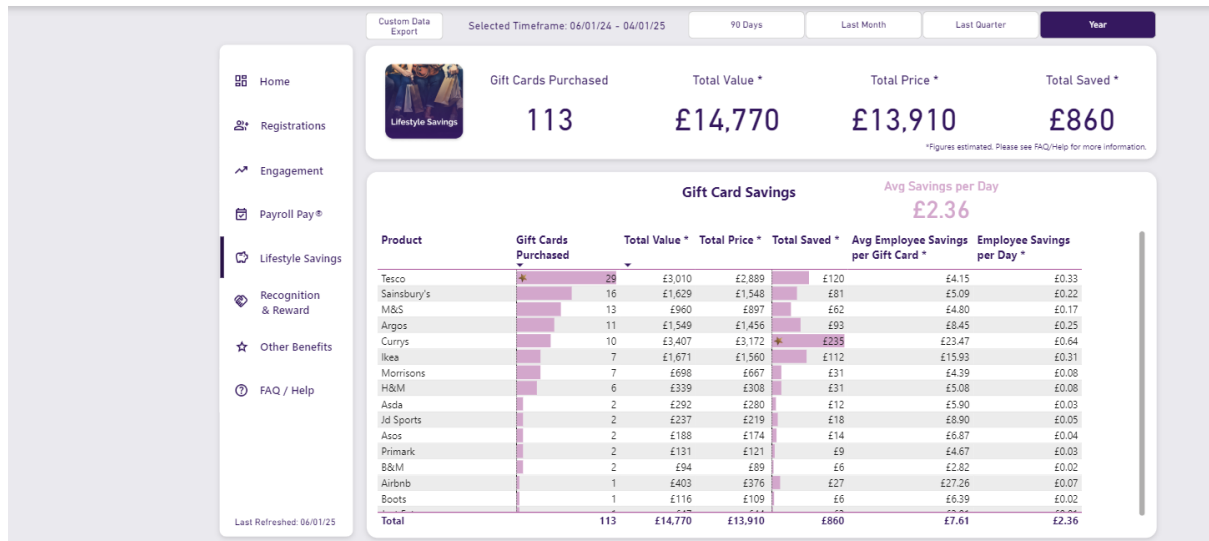 Custom Data Export
Selected Timeframe: 06/01/24 - 04/01/25
90 Days
Last Month
Last Quarter
Year
Home
Registrations
Engagement
Payroll Pay®
Lifestyle Savings
Recognition
& Reward
Other Benefits
FAQ / Help
Last Refreshed: 06/01/25
Lifestyle Savings
Gift Cards Purchased
113
Total Value *
£14,770
Total Price *
£13,910
Total Saved *
£860
*Figures estimated. Please see FAQ/Help for more information.
Gift Card Savings
Avg Savings per Day
£2.36
Product Gift Cards Purchased Total Value * Total Price * Total Saved * Avg Employee Savings per Gift Card * Employee Savings per Day *
Tesco 29 £3,010 £2,889 £120 £4.15 £0.33
Sainsbury's 16 £1,629 £1,548 £81 £5.09 £0.22
M&S 13 £960 £897 £62 £4.80 £0.17
Argos 11 £1,549 £1,456 £93 £8.45 £0.25
Currys 10 £3,407 £3,172 £235 £23.47 £0.64
Ikea 7 £1,671 £1,560 £112 £15.93 £0.31
Morrisons 7 £698 £667 £31 £4.39 £0.08
H&M 6 £339 £308 £31 £5.08 £0.08
Asda 2 £292 £280 £12 £5.90 £0.03
Jd Sports 2 £237 £219 £18 £8.90 £0.05
Asos 2 £188 £174 £14 £6.87 £0.04
Primark 2 £131 £121 £9 £4.67 £0.03
B&M 2 £94 £89 £6 £2.82 £0.02
Airbnb 1 £403 £376 £27 £27.26 £0.07
Boots 1 £116 £109 £6 £6.39 £0.02
Total 113 £14,770 £13,910 £860 £7.61 £2.36